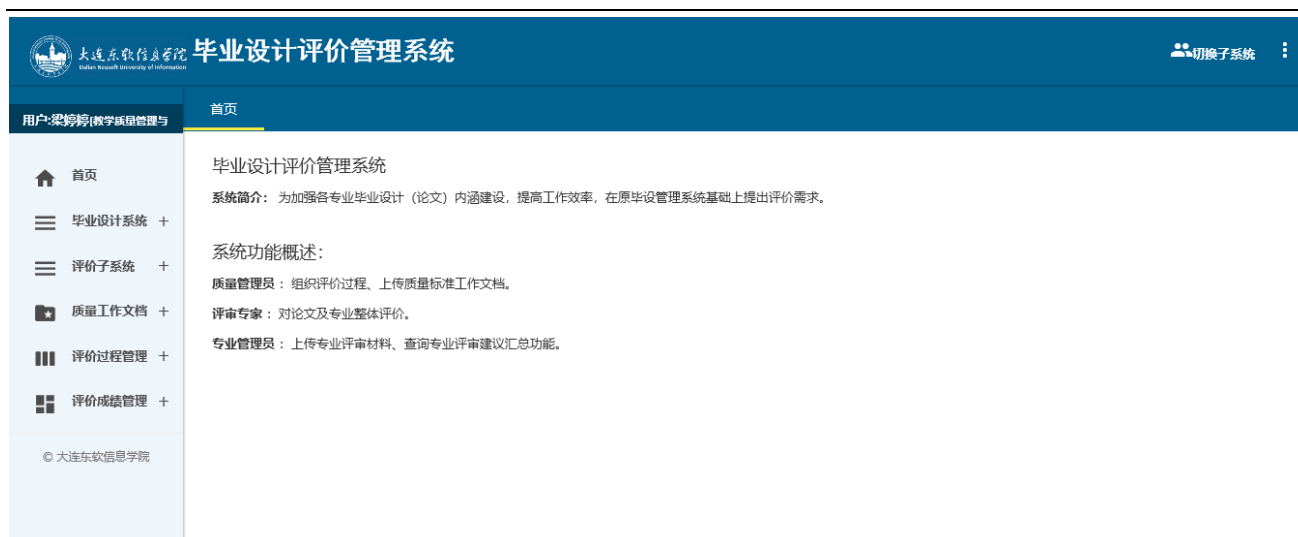 大连东软信息学院
Dalian Neusoft University of Information
毕业设计评价管理系统
切换子系统
用户:梁婷婷[教学质量管理与
首页
首页
毕业设计系统 +
评价子系统 +
质量工作文档 +
评价过程管理 +
评价成绩管理 +
© 大连东软信息学院
毕业设计评价管理系统
系统简介： 为加强各专业毕业设计（论文）内涵建设，提高工作效率，在原毕设管理系统基础上提出评价需求。
系统功能概述：
质量管理员 ：组织评价过程、上传质量标准工作文档。
评审专家 ：对论文及专业整体评价。
专业管理员 ：上传专业评审材料、查询专业评审建议汇总功能。